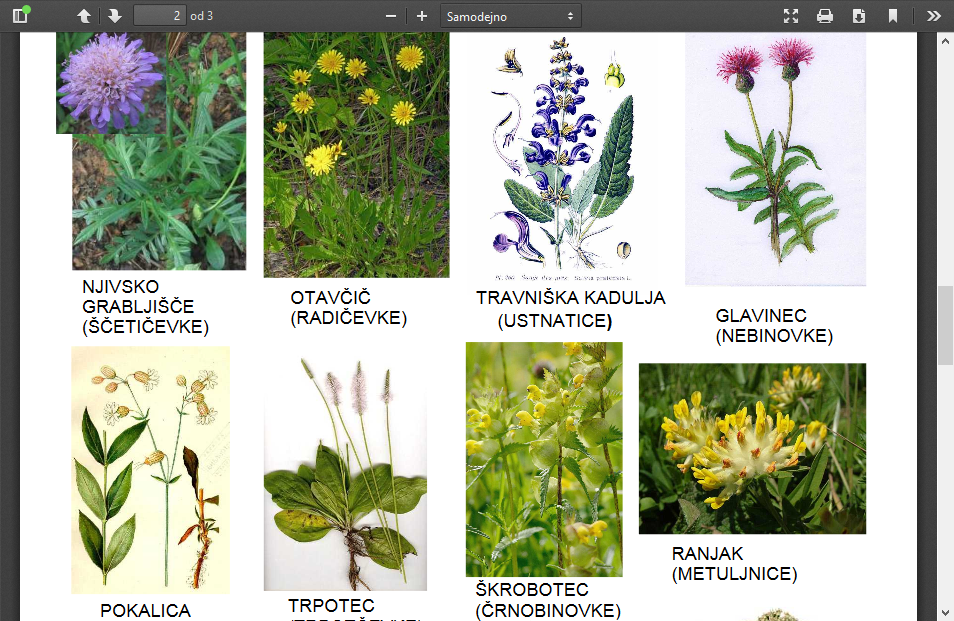 2 od 3 Samodejno
NJIVSKO
GRABLJIŠČE
(ŠČETIČEVKE)
OTAVČIČ
(RADIČEVKE)
TRAVNIŠKA KADULJA
(USTNATICE)
GLAVINEC
(NEBINOVKE)
POKALICA
TRPOTEC
ŠKROBOTEC
(ČRNOBINOVKE)
RANJAK
(METULJNICE)